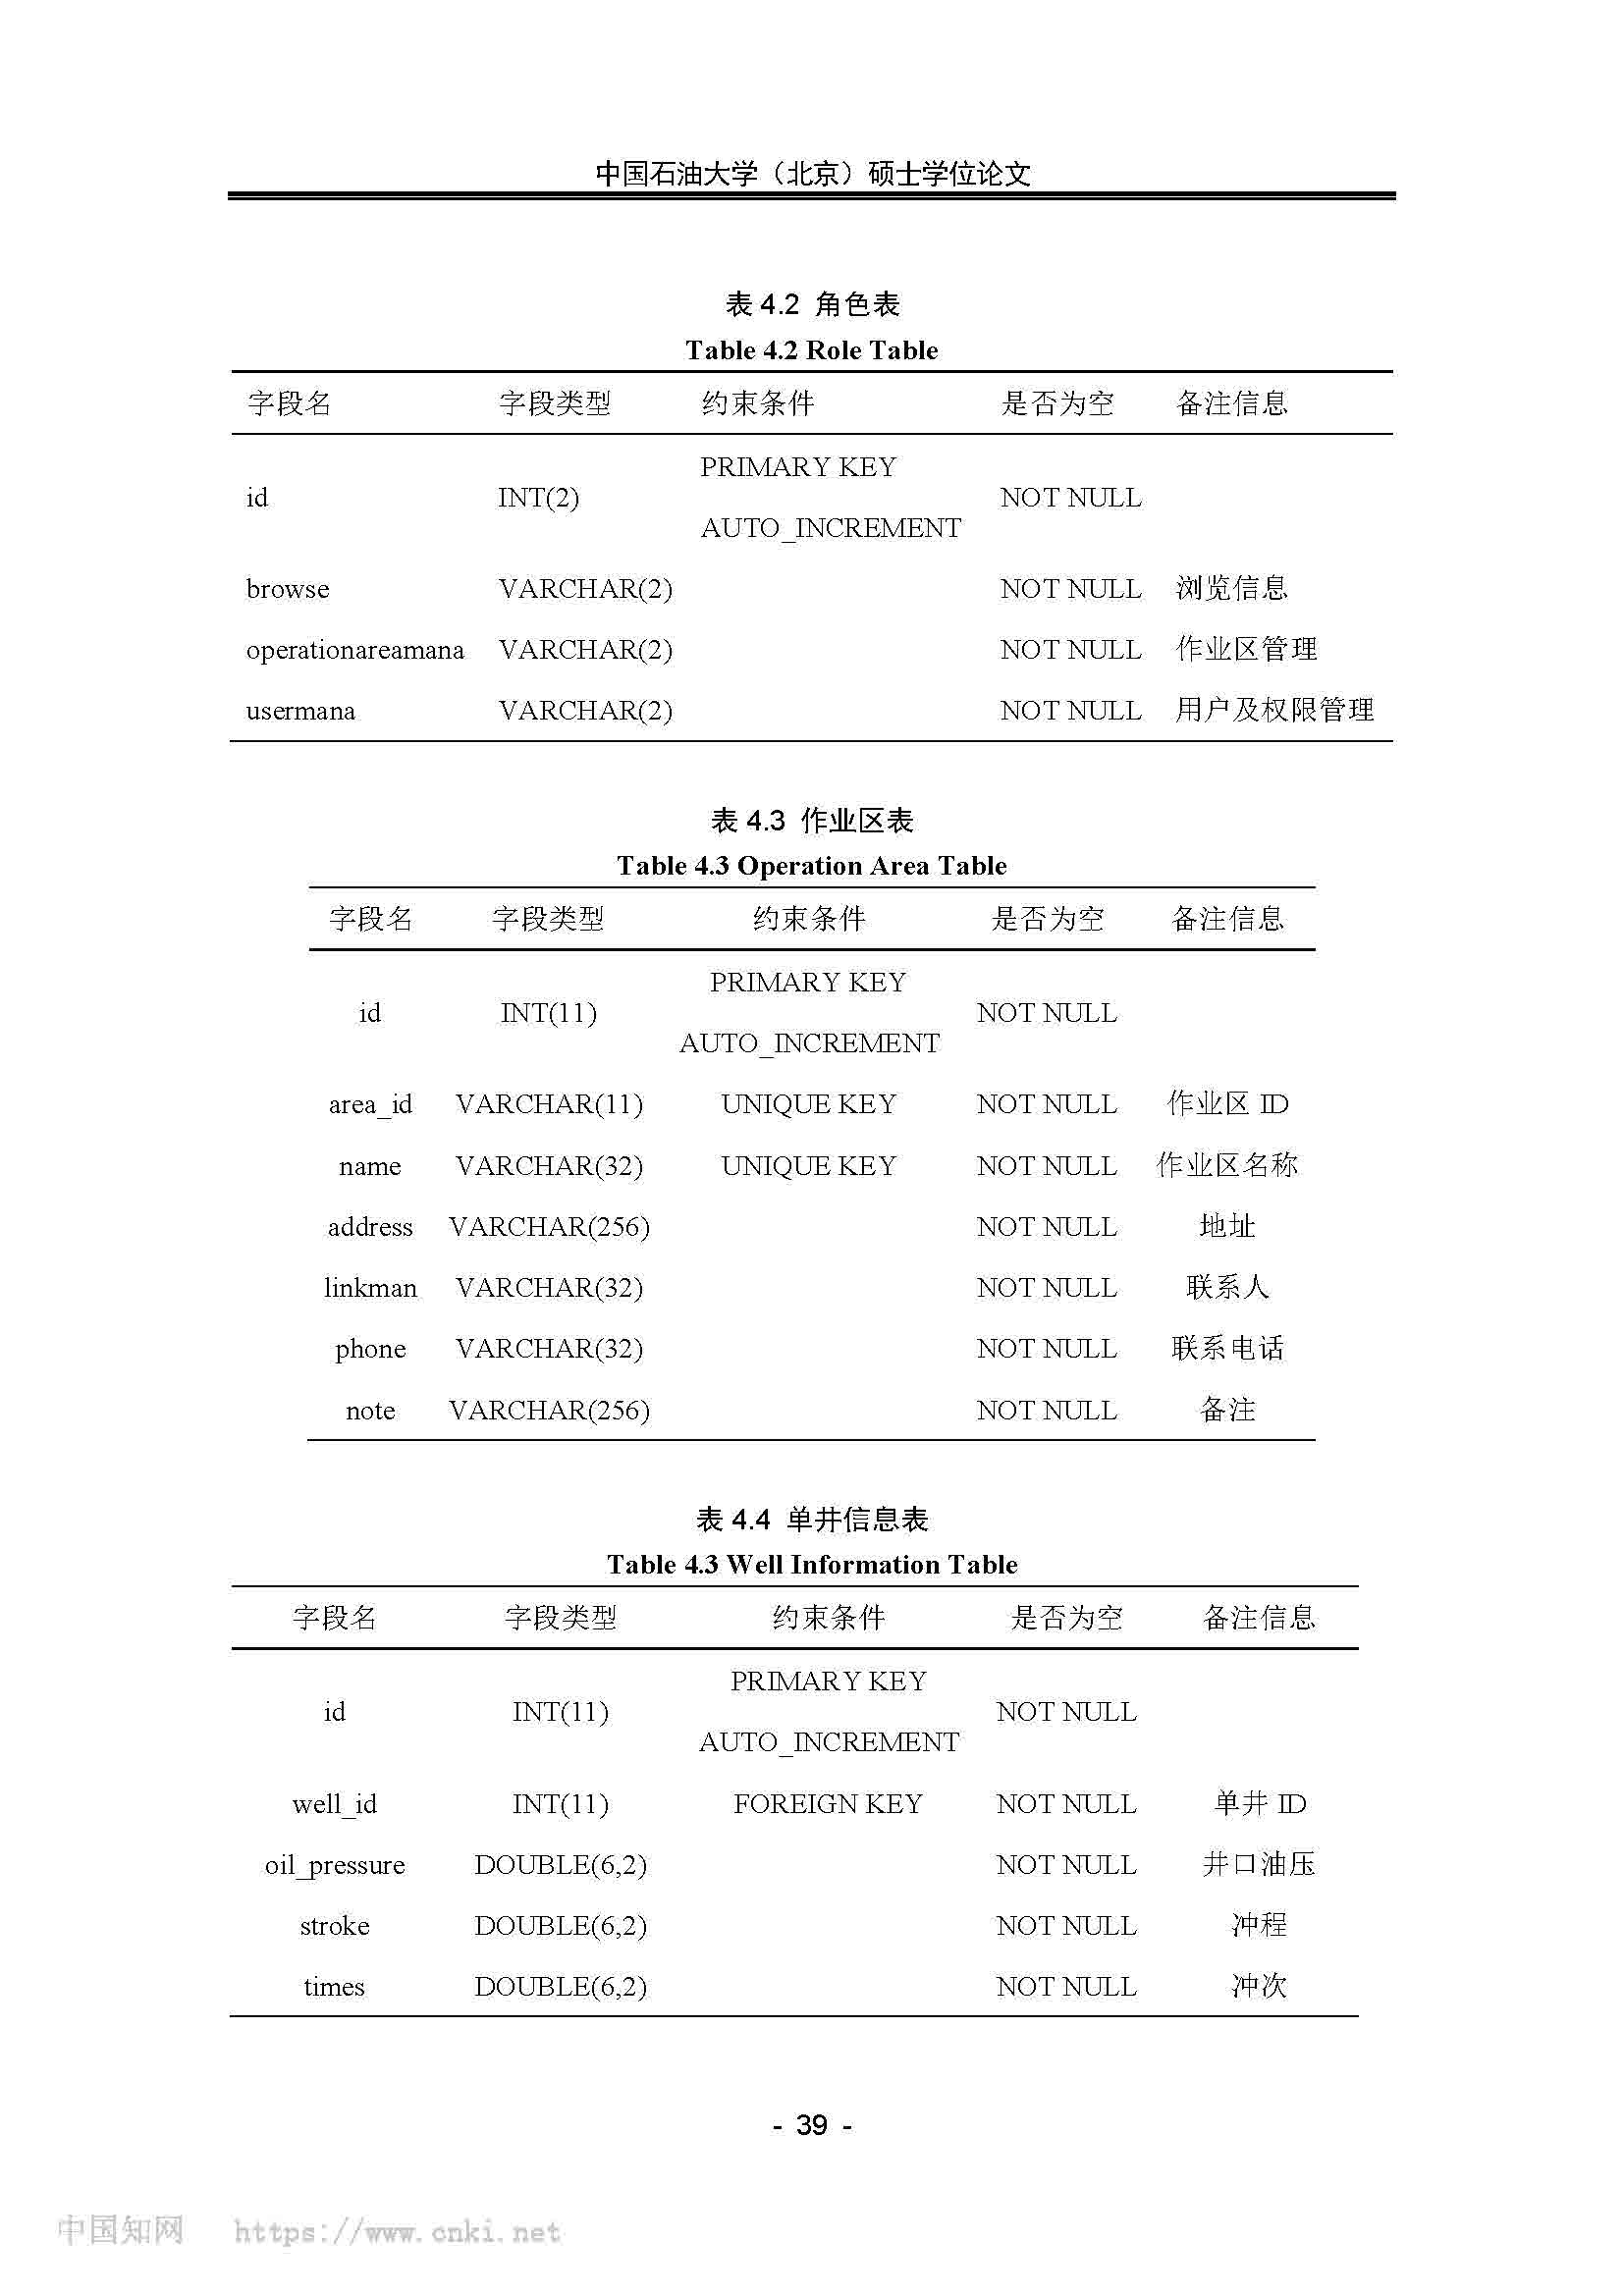 中国石油大学（北京）硕士学位论文
表 4.2 角色表
Table 4.2 Role Table
字段名 字段类型 约束条件 是否为空 备注信息
id INT(2) PRIMARY KEY AUTO_INCREMENT NOT NULL
browse VARCHAR(2) NOT NULL 浏览信息
operationareamana VARCHAR(2) NOT NULL 作业区管理
usermana VARCHAR(2) NOT NULL 用户及权限管理
表 4.3 作业区表
Table 4.3 Operation Area Table
字段名 字段类型 约束条件 是否为空 备注信息
id INT(11) PRIMARY KEY AUTO_INCREMENT NOT NULL
area_id VARCHAR(11) UNIQUE KEY NOT NULL 作业区 ID
name VARCHAR(32) UNIQUE KEY NOT NULL 作业区名称
address VARCHAR(256) NOT NULL 地址
linkman VARCHAR(32) NOT NULL 联系人
phone VARCHAR(32) NOT NULL 联系电话
note VARCHAR(256) NOT NULL 备注
表 4.4 单井信息表
Table 4.3 Well Information Table
字段名 字段类型 约束条件 是否为空 备注信息
id INT(11) PRIMARY KEY AUTO_INCREMENT NOT NULL
well_id INT(11) FOREIGN KEY NOT NULL 单井 ID
oil_pressure DOUBLE(6,2) NOT NULL 井口油压
stroke DOUBLE(6,2) NOT NULL 冲程
times DOUBLE(6,2) NOT NULL 冲次
- 39 -
中国知网 https://www.cnki.net